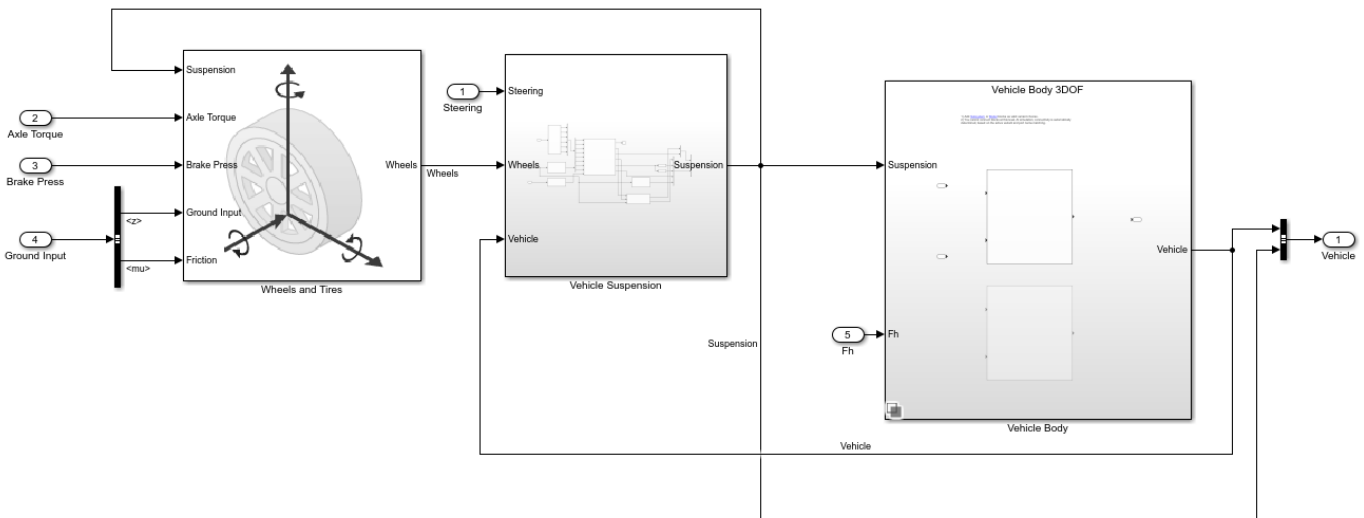 Suspension
2
Axle Torque
Axle Torque
3
Brake Press
Brake Press
Wheels
Wheels
<z>
Ground Input
4
Ground Input
<mu>
Friction
Wheels and Tires
1
Steering
Steering
Wheels
Suspension
Vehicle
Vehicle Suspension
Suspension
Vehicle Body 3DOF
Suspension
Vehicle
5
Fh
Fh
Vehicle Body
Vehicle
1
Vehicle